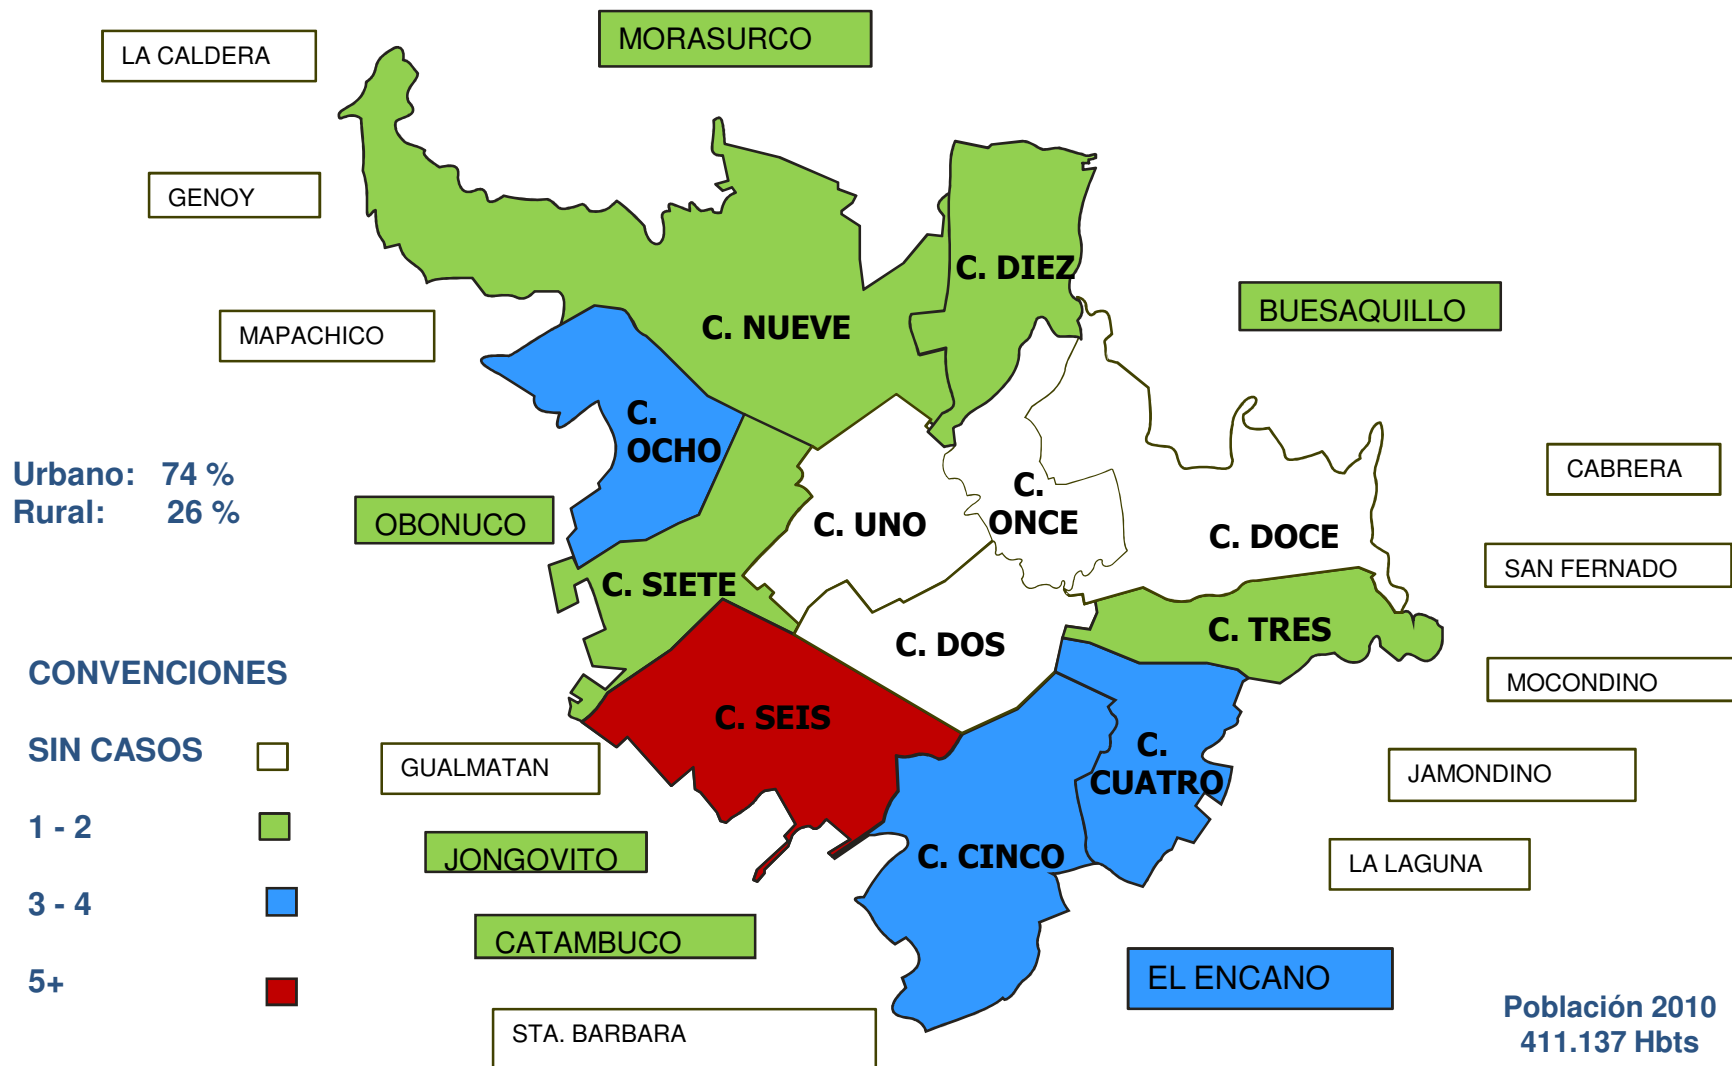 MORASURCO
LA CALDERA
GENOY
C. DIEZ
BUESAQUILLO
MAPACHICO
C. NUEVE
C.
OCHO
Urbano: 74 %
Rural: 26 %
OBONUCO
C. UNO
C.
ONCE
C. DOCE
CABRERA
SAN FERNADO
C. SIETE
C. TRES
C. DOS
CONVENCIONES
MOCONDINO
C. SEIS
SIN CASOS
GUALMATAN
C.
CUATRO
JAMONDINO
1 - 2
JONGOVITO
C. CINCO
LA LAGUNA
3 - 4
CATAMBUCO
EL ENCANO
5+
STA. BARBARA
Población 2010
411.137 Hbts